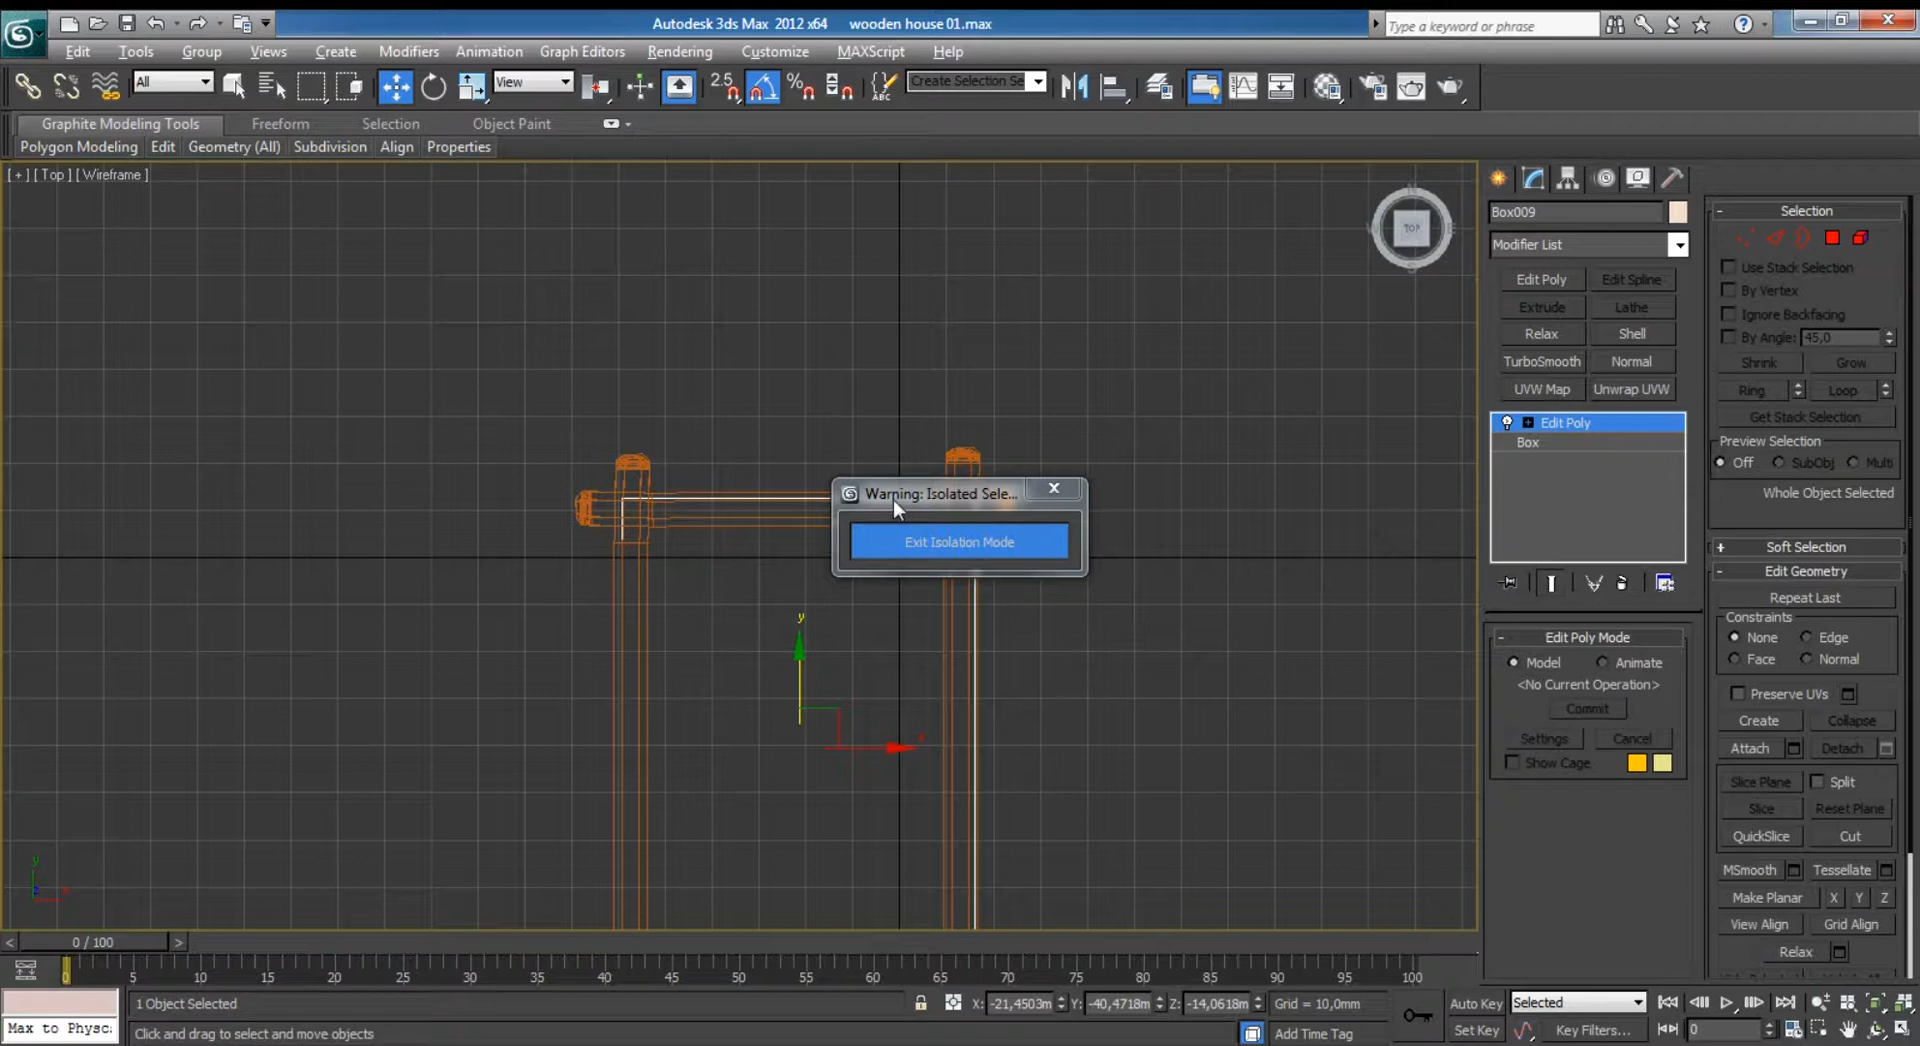 Autodesk 3ds Max 2012 x64 wooden house 01.max
Type a keyword or phrase
Edit Tools Group Views Create Modifiers Animation Graph Editors Rendering Customize MAXScript Help
All View 2.5 % ABC Create Selection Se
Graphite Modeling Tools Freeform Selection Object Paint
Polygon Modeling Edit Geometry (All) Subdivision Align Properties
[ + ] [ Top ] [ Wireframe ]
TOP
Warning: Isolated Sele...
Exit Isolation Mode
y
y
Box009
Modifier List
Edit Poly Edit Spline
Extrude Lathe
Relax Shell
TurboSmooth Normal
UVW Map Unwrap UVW
Edit Poly
Box
Edit Poly Mode
Model Animate
<No Current Operation>
Commit
Settings Cancel
Show Cage
Selection
Use Stack Selection
By Vertex
Ignore Backfacing
By Angle: 45,0
Shrink Grow
Ring Loop
Get Stack Selection
Preview Selection
Off SubObj Multi
Whole Object Selected
Soft Selection
Edit Geometry
Repeat Last
Constraints
None Edge
Face Normal
Preserve UVs
Create Collapse
Attach Detach
Slice Plane Split
Slice Reset Plane
QuickSlice Cut
MSmooth Tessellate
Make Planar X Y Z
View Align Grid Align
Relax
< 0 / 100 >
0 5 10 15 20 25 30 35 40 45 50 55 60 65 70 75 80 85 90 95 100
1 Object Selected X: -21,4503m Y: -40,4718m Z: -14,0618m Grid = 10,0mm Auto Key Selected
Max to Physc: Click and drag to select and move objects Add Time Tag Set Key Key Filters... 0